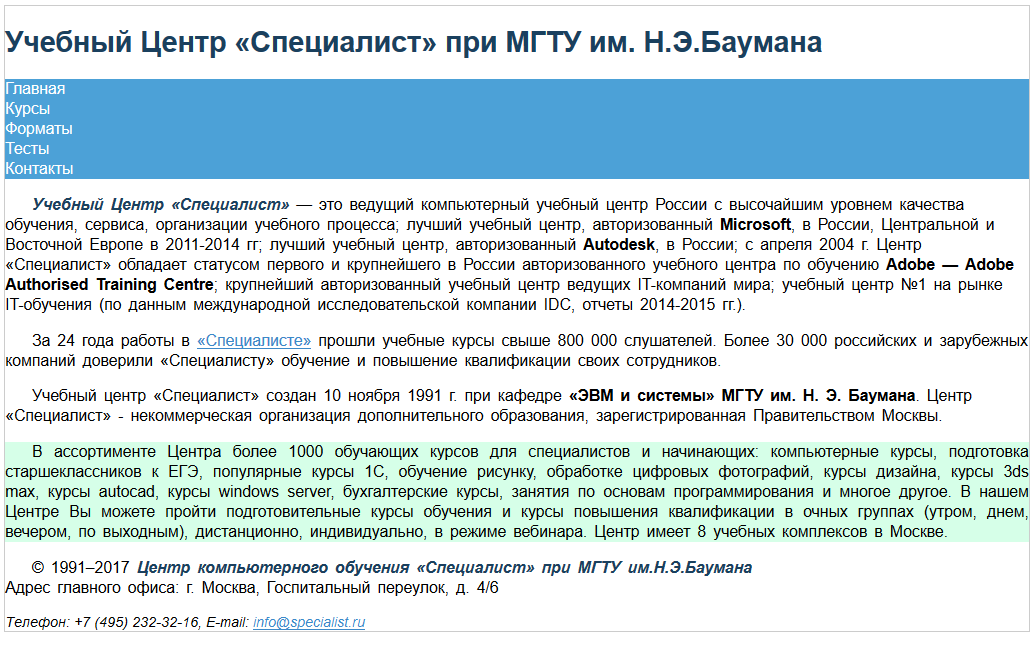 Учебный Центр «Специалист» при МГТУ им. Н.Э.Баумана
Главная
Курсы
Форматы
Тесты
Контакты
Учебный Центр «Специалист» — это ведущий компьютерный учебный центр России с высочайшим уровнем качества
обучения, сервиса, организации учебного процесса; лучший учебный центр, авторизованный Microsoft, в России, Центральной и
Восточной Европе в 2011-2014 гг; лучший учебный центр, авторизованный Autodesk, в России; с апреля 2004 г. Центр
«Специалист» обладает статусом первого и крупнейшего в России авторизованного учебного центра по обучению Adobe — Adobe
Authorised Training Centre; крупнейший авторизованный учебный центр ведущих IT-компаний мира; учебный центр №1 на рынке
IT-обучения (по данным международной исследовательской компании IDC, отчеты 2014-2015 гг.).
За 24 года работы в «Специалисте» прошли учебные курсы свыше 800 000 слушателей. Более 30 000 российских и зарубежных
компаний доверили «Специалисту» обучение и повышение квалификации своих сотрудников.
Учебный центр «Специалист» создан 10 ноября 1991 г. при кафедре «ЭВМ и системы» МГТУ им. Н. Э. Баумана. Центр
«Специалист» - некоммерческая организация дополнительного образования, зарегистрированная Правительством Москвы.
В ассортименте Центра более 1000 обучающих курсов для специалистов и начинающих: компьютерные курсы, подготовка
старшеклассников к ЕГЭ, популярные курсы 1С, обучение рисунку, обработке цифровых фотографий, курсы дизайна, курсы 3ds
max, курсы autocad, курсы windows server, бухгалтерские курсы, занятия по основам программирования и многое другое. В нашем
Центре Вы можете пройти подготовительные курсы обучения и курсы повышения квалификации в очных группах (утром, днем,
вечером, по выходным), дистанционно, индивидуально, в режиме вебинара. Центр имеет 8 учебных комплексов в Москве.
© 1991–2017 Центр компьютерного обучения «Специалист» при МГТУ им.Н.Э.Баумана
Адрес главного офиса: г. Москва, Госпитальный переулок, д. 4/6
Телефон: +7 (495) 232-32-16, E-mail: info@specialist.ru